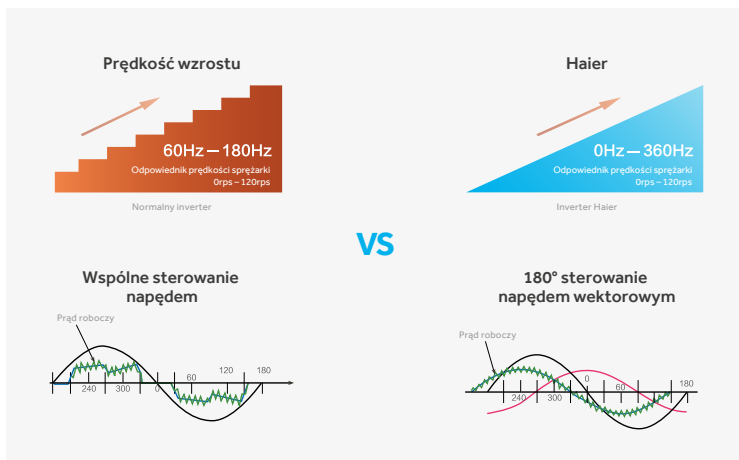 Prędkość wzrostu
60Hz—180Hz
Odpowiednik prędkości sprężarki
0rps – 120rps
Normalny inverter
Haier
0Hz—360Hz
Odpowiednik prędkości sprężarki
0rps – 120rps
Inverter Haier
VS
Wspólne sterowanie
napędem
Prąd roboczy
240 300 0 60 120 180
180° sterowanie
napędem wektorowym
Prąd roboczy
240 300 0 60 180